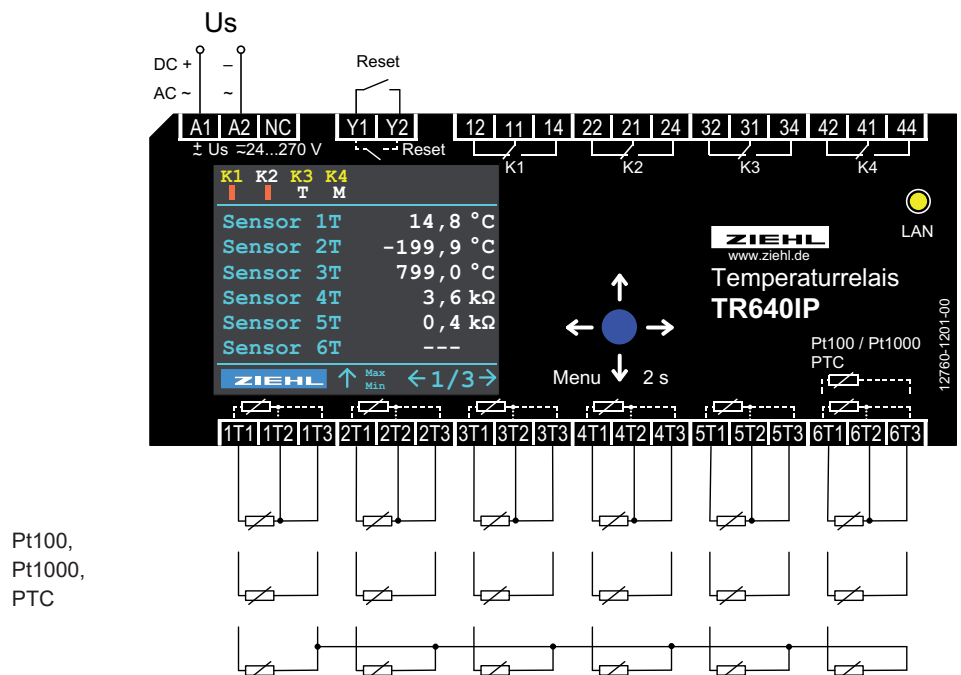 Us
DC + –
Reset
AC ~ ~
A1 A2 NC Y1 Y2 12 11 14 22 21 24 32 31 34 42 41 44
± ~ Us ≂24...270 V Reset K1 K2 K3 K4
K1 K2 K3 K4
T M
Sensor 1T 14,8 °C
Sensor 2T -199,9 °C
Sensor 3T 799,0 °C
Sensor 4T 3,6 kΩ
Sensor 5T 0,4 kΩ
Sensor 6T ---
ZIEHL ↑ Max Min ←1/3→
Menu 2 s
LAN
ZIEHL
www.ziehl.de
Temperaturrelais
TR640IP
Pt100 / Pt1000
PTC
12760-1201-00
1T1 1T2 1T3 2T1 2T2 2T3 3T1 3T2 3T3 4T1 4T2 4T3 5T1 5T2 5T3 6T1 6T2 6T3
Pt100,
Pt1000,
PTC